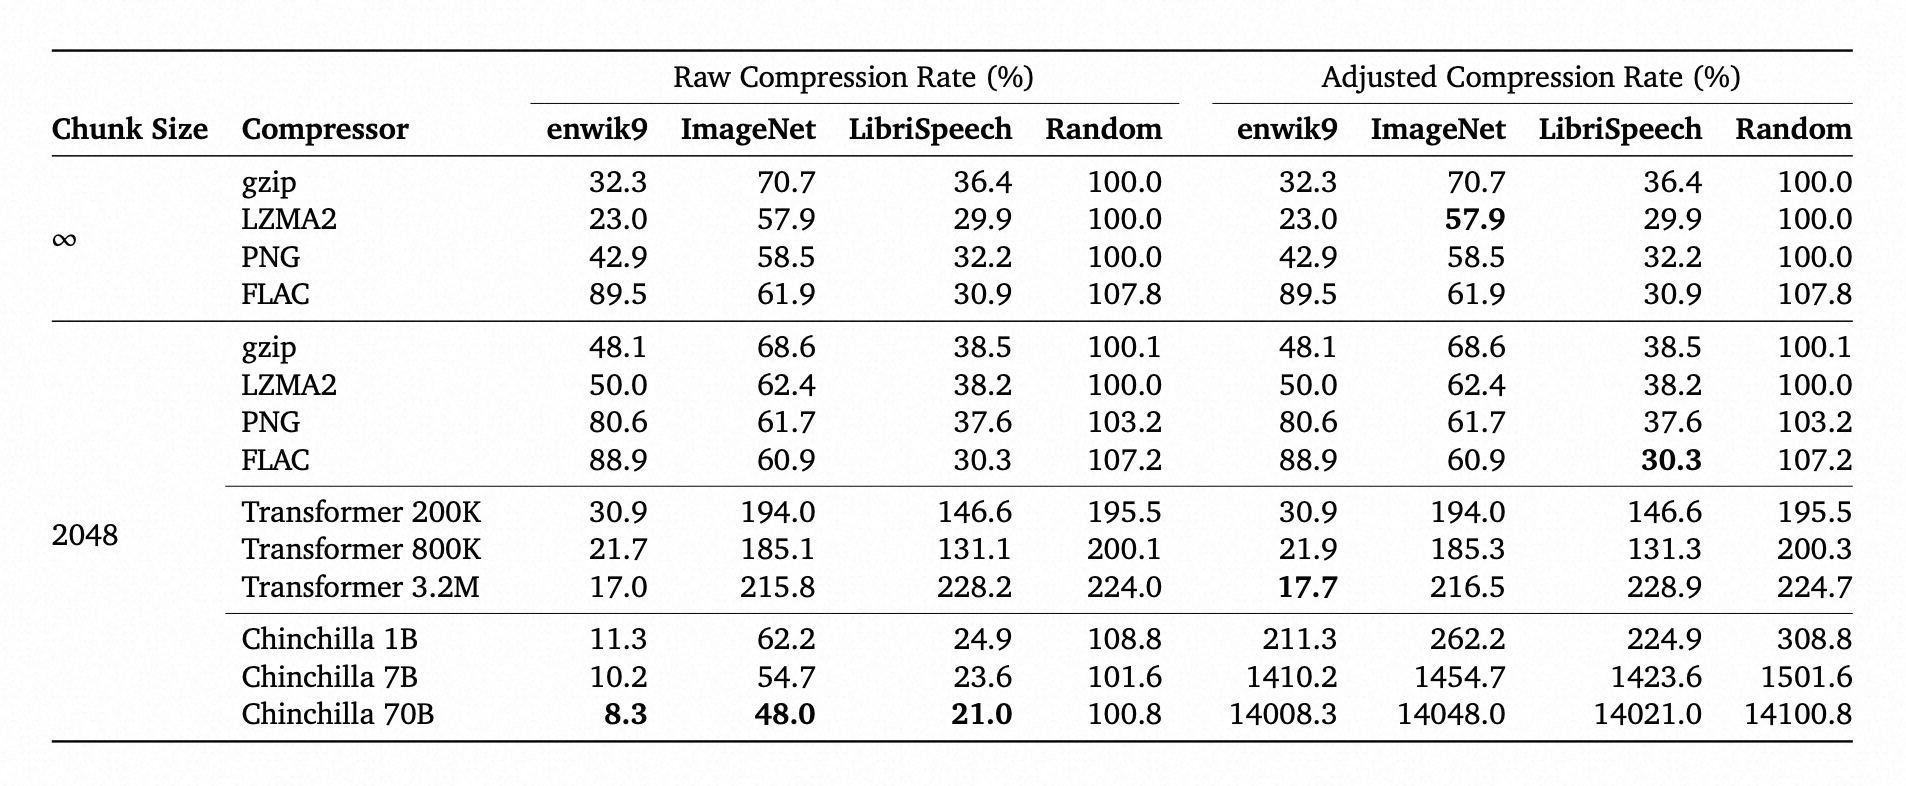 Raw Compression Rate (%) Adjusted Compression Rate (%)
Chunk Size Compressor enwik9 ImageNet LibriSpeech Random enwik9 ImageNet LibriSpeech Random
∞
gzip 32.3 70.7 36.4 100.0 32.3 70.7 36.4 100.0
LZMA2 23.0 57.9 29.9 100.0 23.0 57.9 29.9 100.0
PNG 42.9 58.5 32.2 100.0 42.9 58.5 32.2 100.0
FLAC 89.5 61.9 30.9 107.8 89.5 61.9 30.9 107.8
2048
gzip 48.1 68.6 38.5 100.1 48.1 68.6 38.5 100.1
LZMA2 50.0 62.4 38.2 100.0 50.0 62.4 38.2 100.0
PNG 80.6 61.7 37.6 103.2 80.6 61.7 37.6 103.2
FLAC 88.9 60.9 30.3 107.2 88.9 60.9 30.3 107.2
Transformer 200K 30.9 194.0 146.6 195.5 30.9 194.0 146.6 195.5
Transformer 800K 21.7 185.1 131.1 200.1 21.9 185.3 131.3 200.3
Transformer 3.2M 17.0 215.8 228.2 224.0 17.7 216.5 228.9 224.7
Chinchilla 1B 11.3 62.2 24.9 108.8 211.3 262.2 224.9 308.8
Chinchilla 7B 10.2 54.7 23.6 101.6 1410.2 1454.7 1423.6 1501.6
Chinchilla 70B 8.3 48.0 21.0 100.8 14008.3 14048.0 14021.0 14100.8